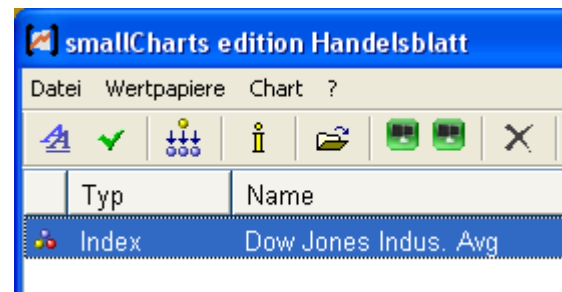 smallCharts edition Handelsblatt
Datei Wertpapiere Chart ?
Typ Name
Index Dow Jones Indus. Avg